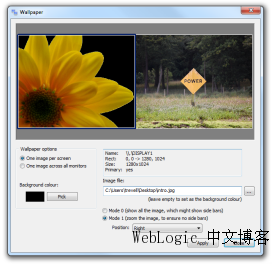 Wallpaper
POWER
Wallpaper options
One image per screen
One image across all monitors
Background colour:
Pick
Name: \\.\DISPLAY1
Rect: 0, 0 -> 1280, 1024
Size: 1280x1024
Primary: yes
Image file:
C:\Users\trevell\Desktop\intro.jpg
...
(leave empty to set as the background colour)
Mode 0 (show all the image, which might show side bars)
Mode 1 (zoom the image, to ensure no side bars)
Position: Right
Apply
WebLogic 中文博客